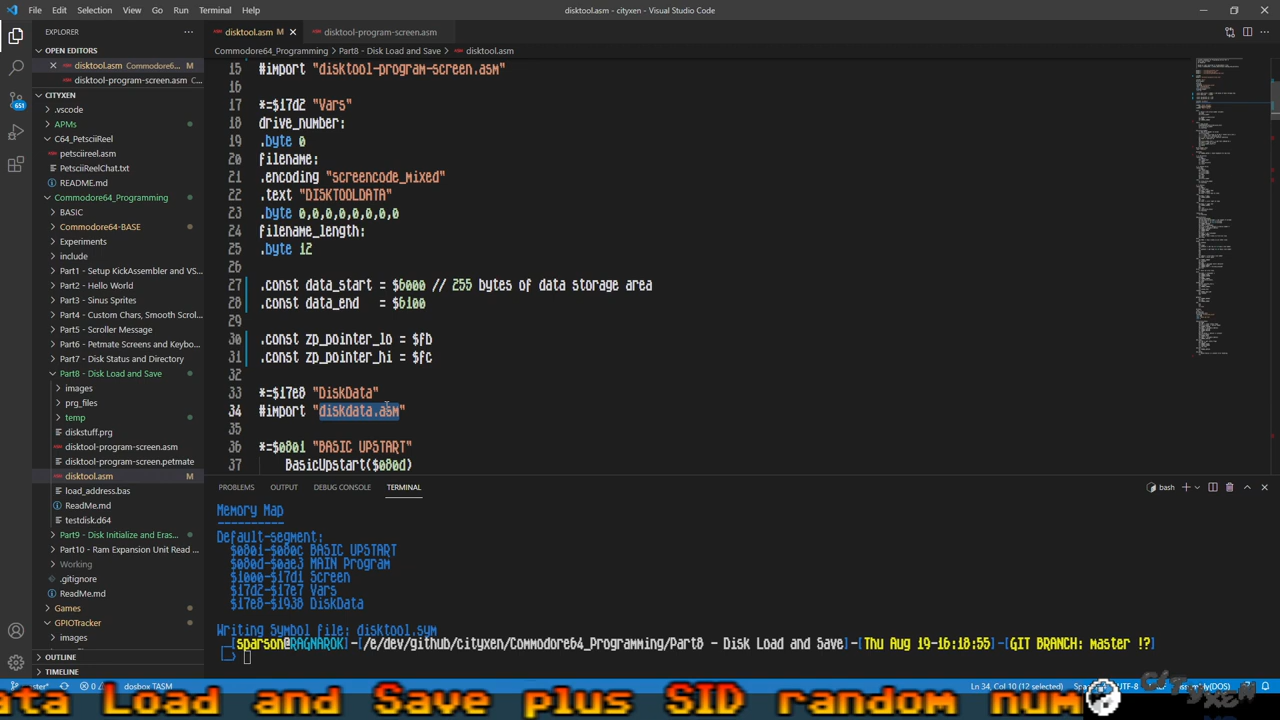 File Edit Selection View Go Run Terminal Help
disktool.asm - cityxen - Visual Studio Code
EXPLORER
OPEN EDITORS
disktool.asm Commodore6... M
disktool-program-screen.asm C...
CITYXEN
.vscode
APMs
C64_PetsciiReel
petsciireel.asm
PetsciiReelChat.txt
README.md
Commodore64_Programming
BASIC
Commodore64-BASE
Experiments
include
Part1 - Setup KickAssembler and VS...
Part2 - Hello World
Part3 - Sinus Sprites
Part4 - Custom Chars, Smooth Scrol...
Part5 - Scroller Message
Part6 - Petmate Screens and Keybo...
Part7 - Disk Status and Directory
Part8 - Disk Load and Save
images
prg_files
temp
diskstuff.prg
disktool-program-screen.asm
disktool-program-screen.petmate
disktool.asm M
load_address.bas
ReadMe.md
testdisk.d64
Part9 - Disk Initialize and Eras...
Part10 - Ram Expansion Unit Read ...
Working
.gitignore
ReadMe.md
Games
GPIOTracker
images
OUTLINE
TIMELINE
651
disktool.asm M
disktool-program-screen.asm
Commodore64_Programming > Part8 - Disk Load and Save > disktool.asm
15 #import "disktool-program-screen.asm"
16
17 *=$17d2 "Vars"
18 drive_number:
19 .byte 0
20 filename:
21 .encoding "screencode_mixed"
22 .text "DISKTOOLDATA"
23 .byte 0,0,0,0,0,0,0,0
24 filename_length:
25 .byte 12
26
27 .const data_start = $6000 // 255 bytes of data storage area
28 .const data_end = $6100
29
30 .const zp_pointer_lo = $fb
31 .const zp_pointer_hi = $fc
32
33 *=$17e8 "DiskData"
34 #import "diskdata.asm"
35
36 *=$0801 "BASIC UPSTART"
37 BasicUpstart($080d)
PROBLEMS OUTPUT DEBUG CONSOLE TERMINAL
bash
Memory Map
----------
Default-segment:
$0801-$080c BASIC UPSTART
$080d-$0ae3 MAIN Program
$1000-$17d1 Screen
$17d2-$17e7 Vars
$17e8-$1938 DiskData
Writing Symbol file: disktool.sym
[sparson@RAGNAROK]-[/e/dev/github/cityxen/Commodore64_Programming/Part8 - Disk Load and Save]-[Thu Aug 19-16:18:55]-[GIT BRANCH: master !?]
0 dosbox TASM
Ln 34, Col 10 (12 selected)
ata Load and Save plus SID random num